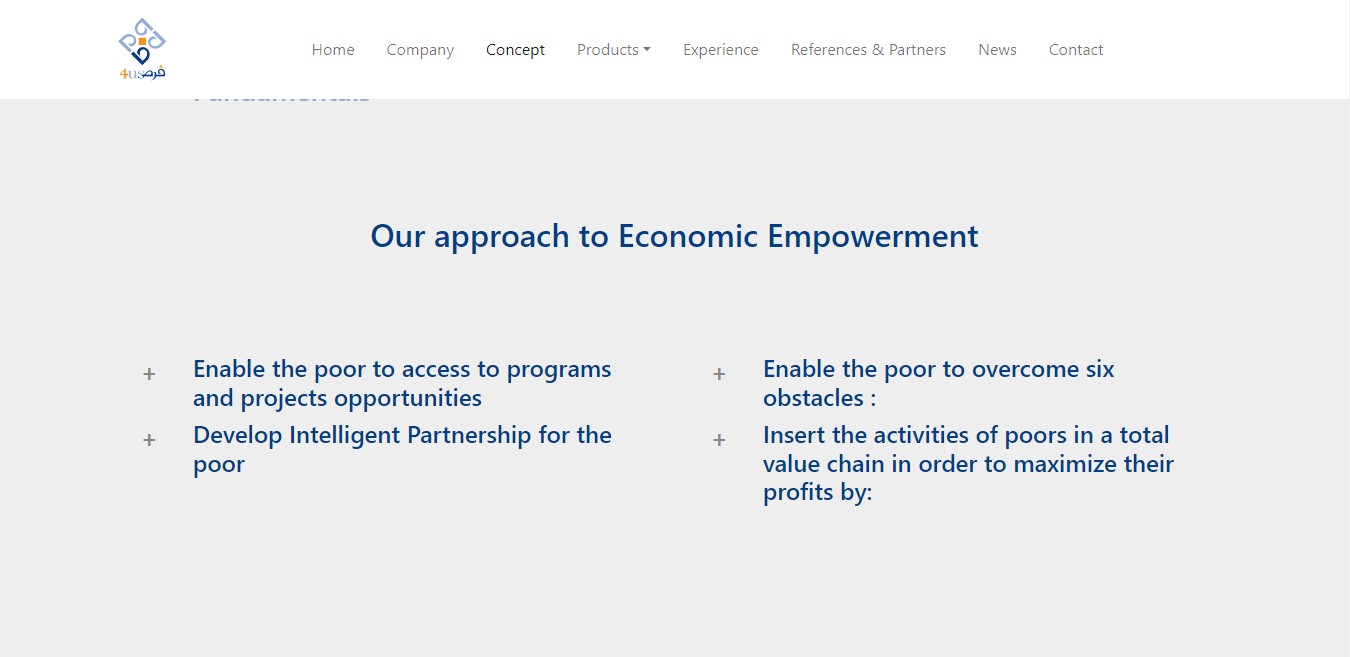 Home Company Concept Products Experience References & Partners News Contact
4usفرص
Fundamentals
Our approach to Economic Empowerment
+ Enable the poor to access to programs
and projects opportunities
+ Develop Intelligent Partnership for the
poor
+ Enable the poor to overcome six
obstacles :
+ Insert the activities of poors in a total
value chain in order to maximize their
profits by: